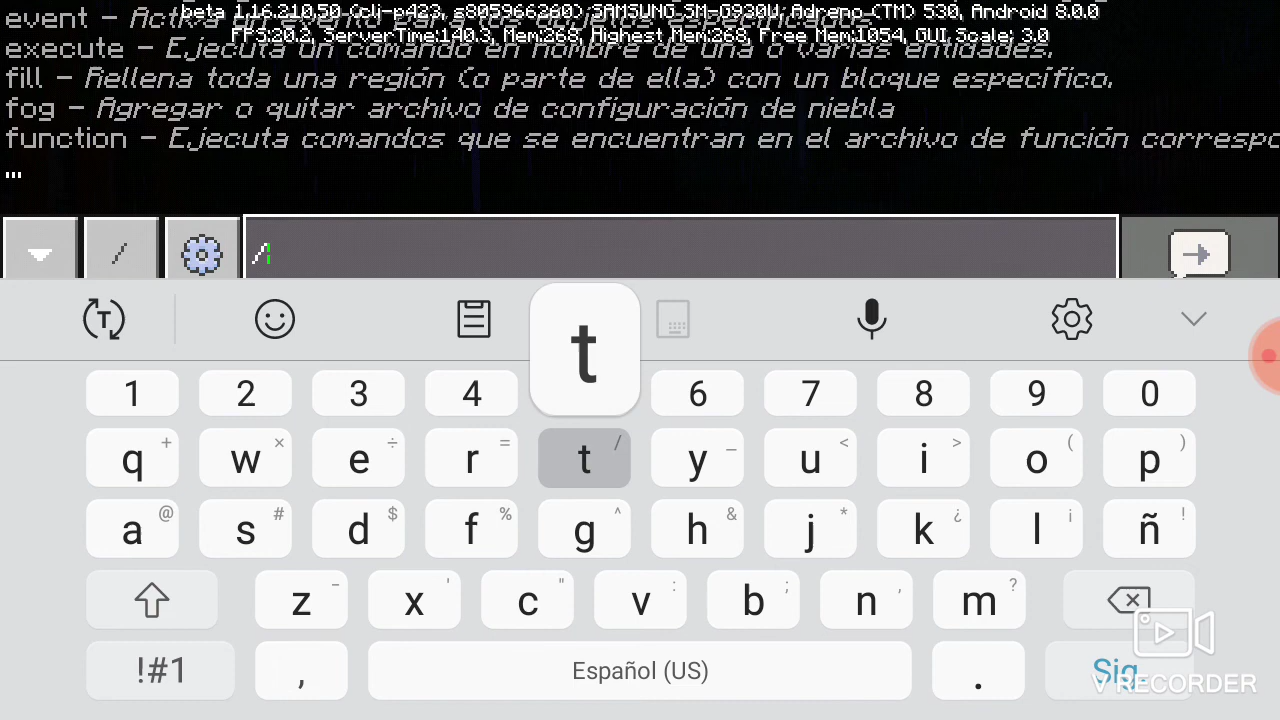 beta 1.16.210.50 (cli-p423, s805966260) SAMSUNG SM-G930U, Adreno (TM) 530, Android 8.0.0
event – Activa un evento para los objetos especificados
FPS:20.2, ServerTime:140.3, Mem:268, Highest Mem:268, Free Mem:1054, GUI Scale: 3.0
execute – Ejecuta un comando en nombre de una o varias entidades.
fill – Rellena toda una región (o parte de ella) con un bloque específico.
fog – Agregar o quitar archivo de configuración de niebla
function – Ejecuta comandos que se encuentran en el archivo de función correspo
...
/ /
T
t
1 2 3 4 6 7 8 9 0
q + w × e ÷ r = t / y _ u < i > o ( p )
a @ s # d $ f % g ^ h & j * k ¿ l ¡ ñ !
z - x ' c " v : b ; n , m ?
!#1 , Español (US) . Sig.
V RECORDER